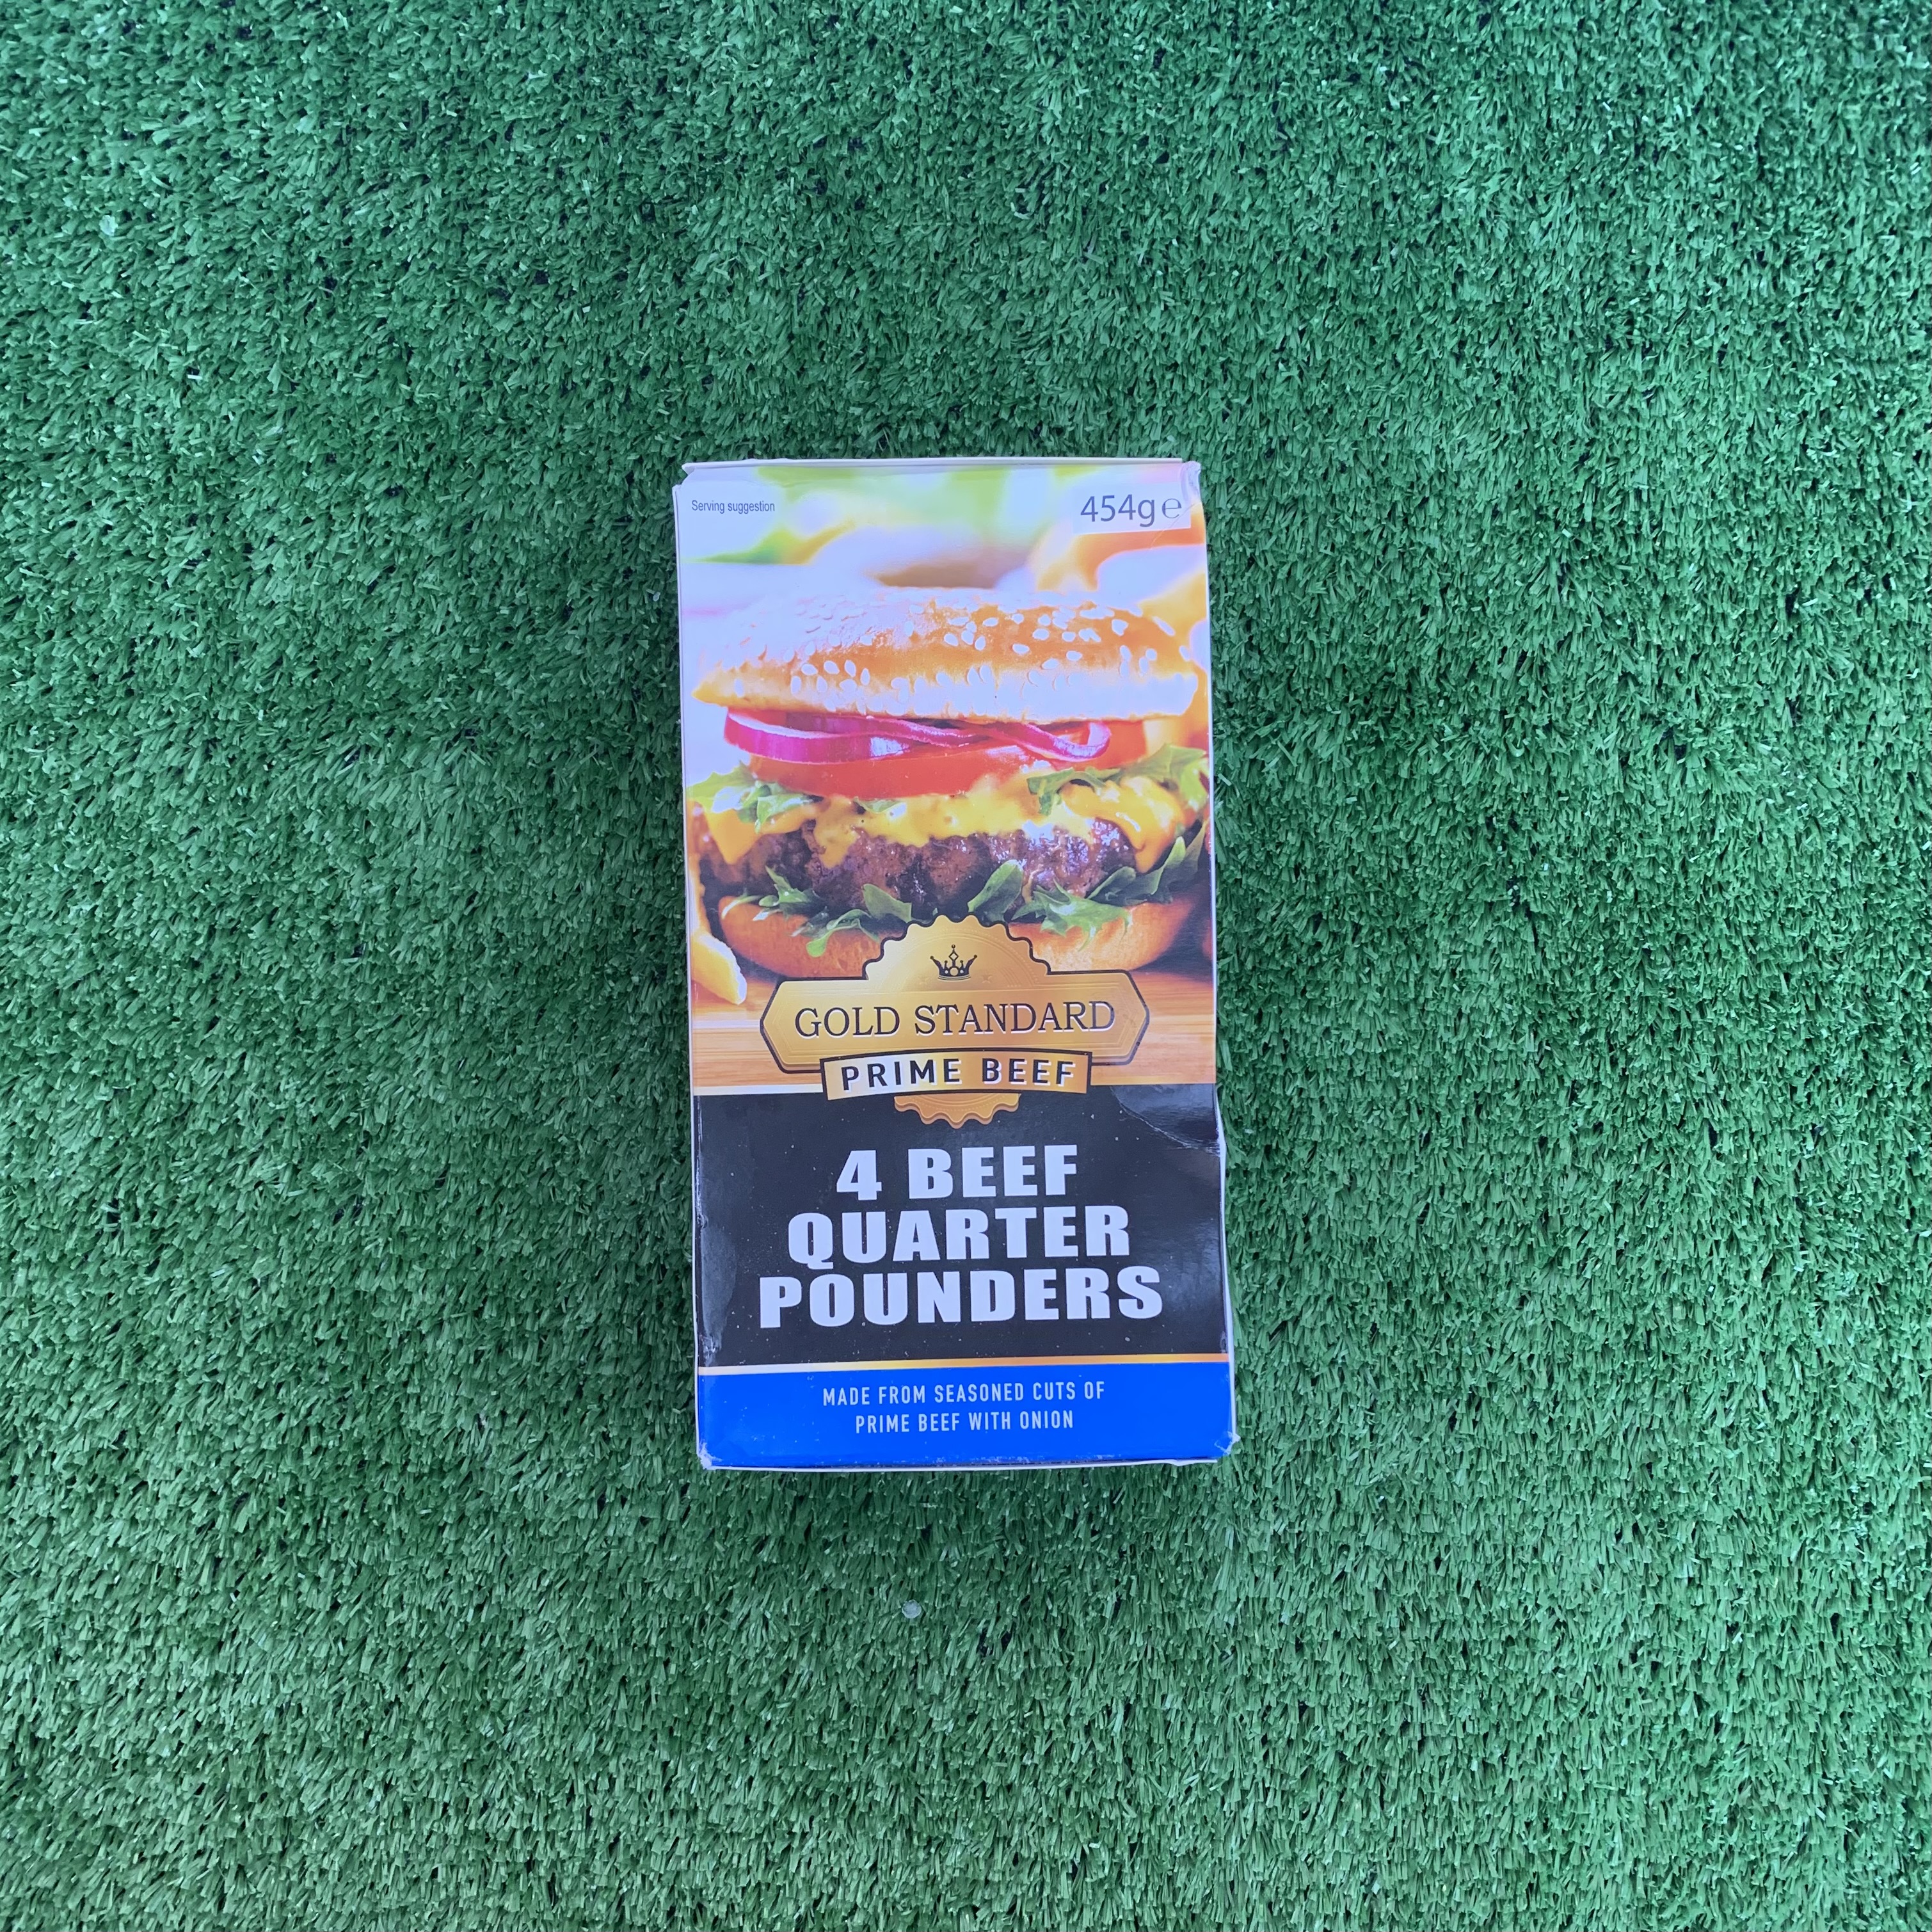 Serving suggestion
454g℮
GOLD STANDARD
PRIME BEEF
4 BEEF
QUARTER
POUNDERS
MADE FROM SEASONED CUTS OF
PRIME BEEF WITH ONION